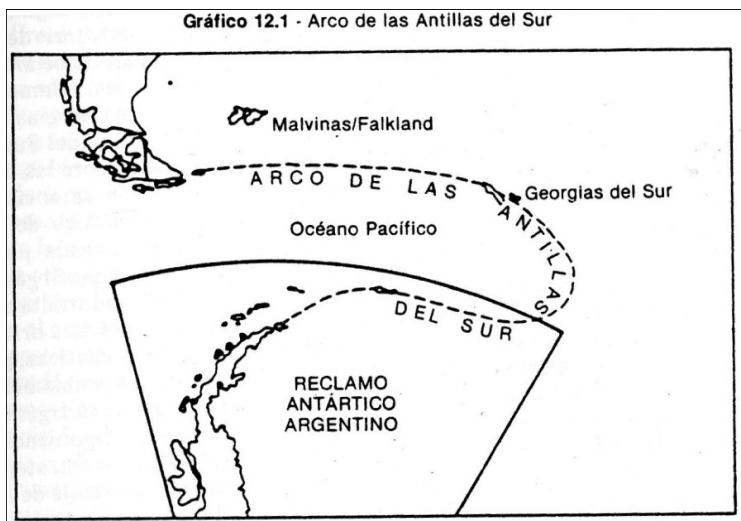 Gráfico 12.1 - Arco de las Antillas del Sur
Malvinas/Falkland
ARCO DE LAS ANTILLAS
Georgias del Sur
Océano Pacífico
DEL SUR
RECLAMO
ANTÁRTICO
ARGENTINO